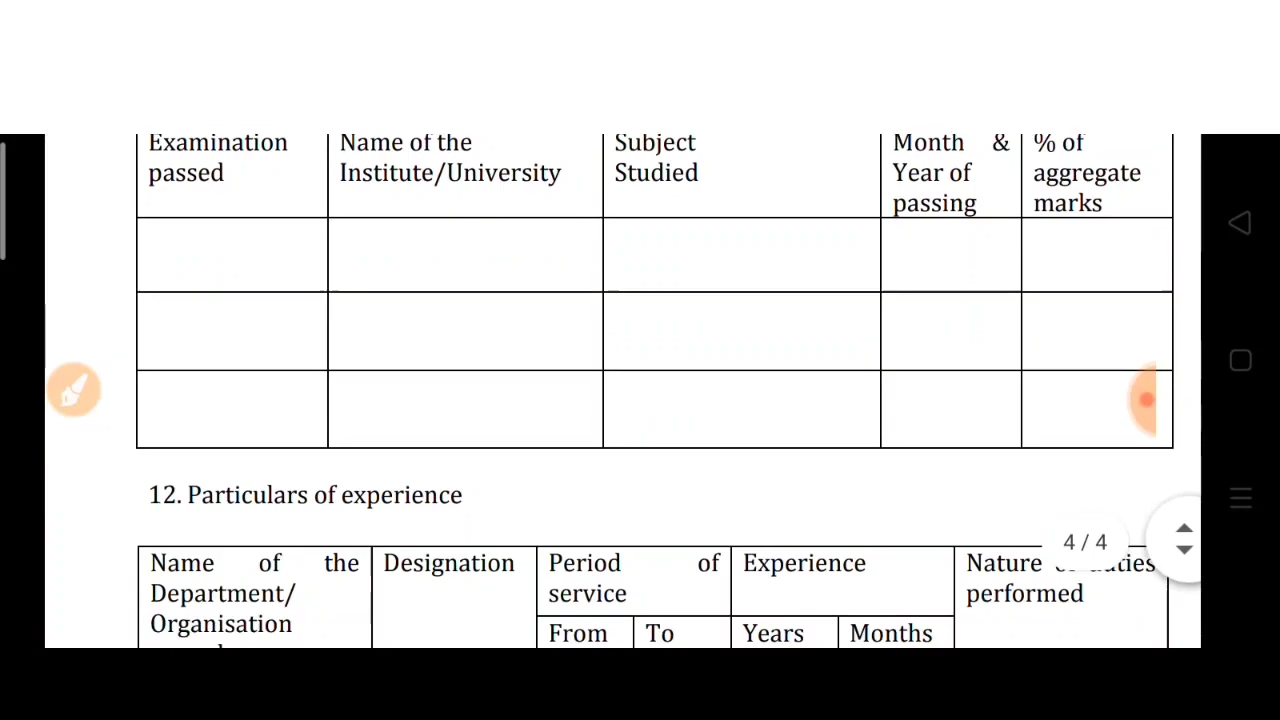 Examination passed
Name of the Institute/University
Subject Studied
Month & Year of passing
% of aggregate marks
12. Particulars of experience
Name of the Department/ Organisation
Designation
Period of service
Experience
Nature of duties performed
From
To
Years
Months
4 / 4